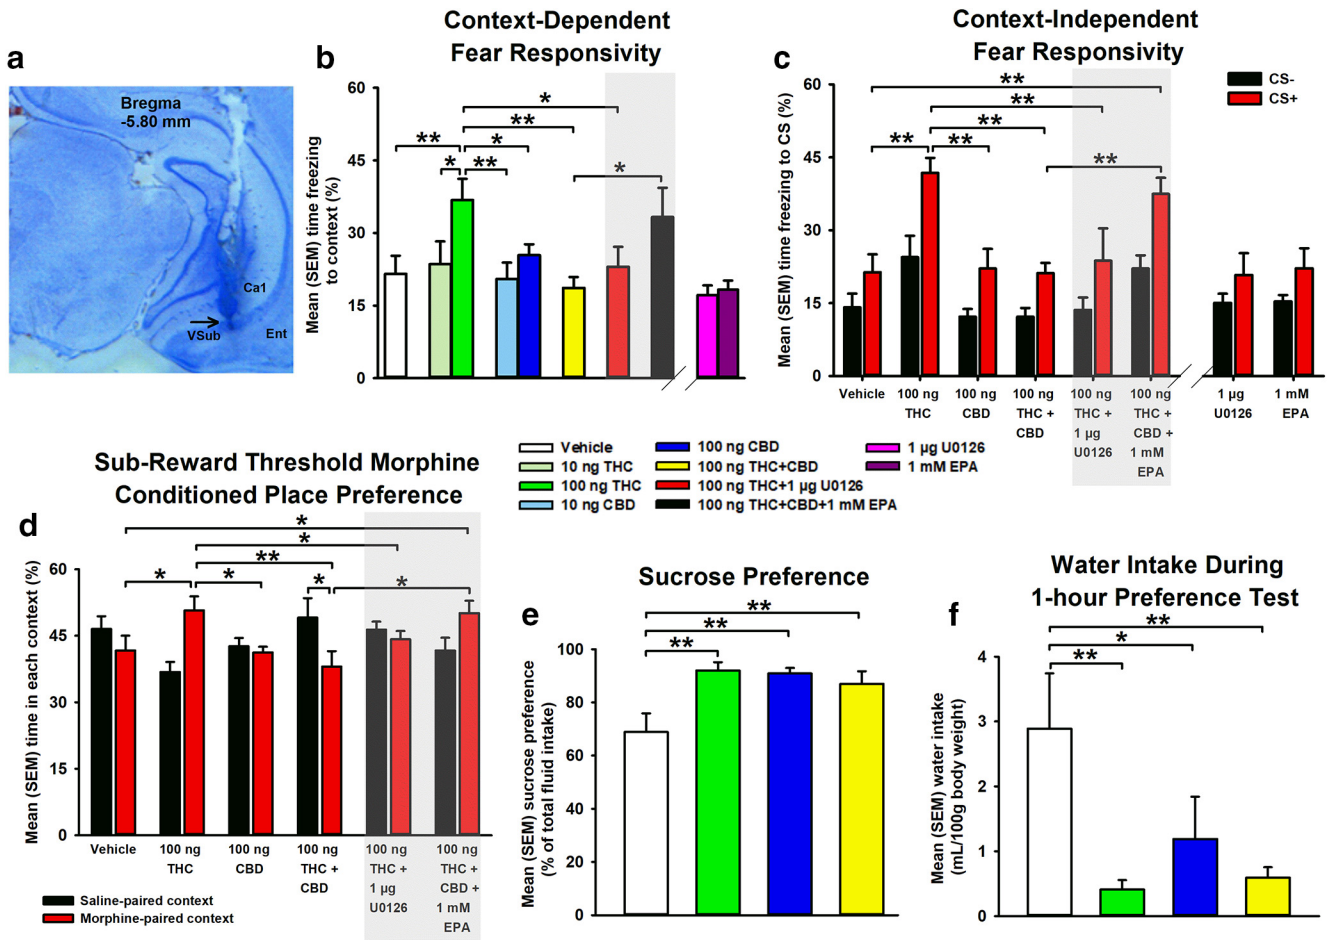 a
Bregma
-5.80 mm
Ca1
VSub
Ent
b
Context-Dependent
Fear Responsivity
Mean (SEM) time freezing
to context (%)
60
45
30
15
0
**
*
*
**
*
**
*
*
c
Context-Independent
Fear Responsivity
Mean (SEM) time freezing to CS (%)
60
45
30
15
0
**
**
**
**
**
**
CS-
CS+
Vehicle
100 ng
THC
100 ng
CBD
100 ng
THC +
CBD
100 ng
THC +
1 µg
U0126
100 ng
THC +
CBD +
1 mM
EPA
1 µg
U0126
1 mM
EPA
Vehicle
10 ng THC
100 ng THC
10 ng CBD
100 ng CBD
100 ng THC+CBD
100 ng THC+1 µg U0126
100 ng THC+CBD+1 mM EPA
1 µg U0126
1 mM EPA
d
Sub-Reward Threshold Morphine
Conditioned Place Preference
Mean (SEM) time in each context (%)
60
45
30
15
0
*
*
**
*
*
*
*
Vehicle
100 ng
THC
100 ng
CBD
100 ng
THC +
CBD
100 ng
THC +
1 µg
U0126
100 ng
THC +
CBD +
1 mM
EPA
Saline-paired context
Morphine-paired context
e
Sucrose Preference
Mean (SEM) sucrose preference
(% of total fluid intake)
100
80
60
40
20
0
**
**
**
f
Water Intake During
1-hour Preference Test
Mean (SEM) water intake
(mL/100g body weight)
4
3
2
1
0
**
*
**